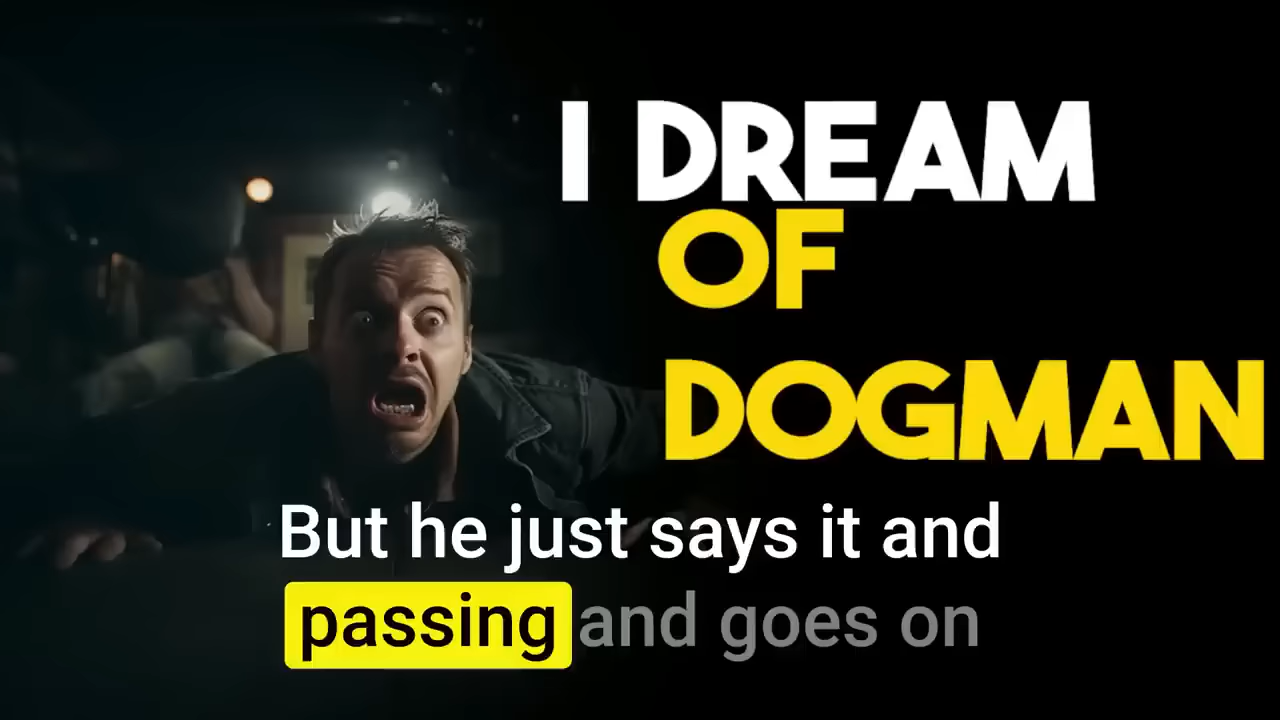 I DREAM
OF
DOGMAN
But he just says it and
passing and goes on